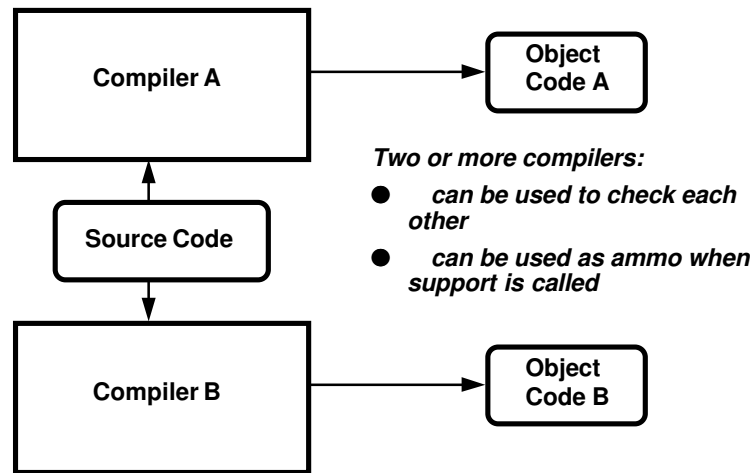 Compiler A
Object
Code A
Two or more compilers:
● can be used to check each
other
● can be used as ammo when
support is called
Source Code
Compiler B
Object
Code B